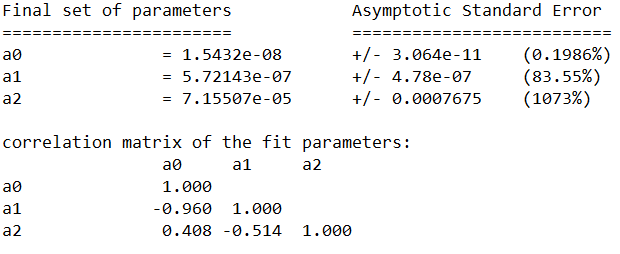 Final set of parameters            Asymptotic Standard Error
=======================            ==========================
a0              = 1.5432e-08       +/- 3.064e-11    (0.1986%)
a1              = 5.72143e-07      +/- 4.78e-07     (83.55%)
a2              = 7.15507e-05      +/- 0.0007675    (1073%)
correlation matrix of the fit parameters:
                a0     a1     a2
a0              1.000
a1             -0.960  1.000
a2              0.408 -0.514  1.000